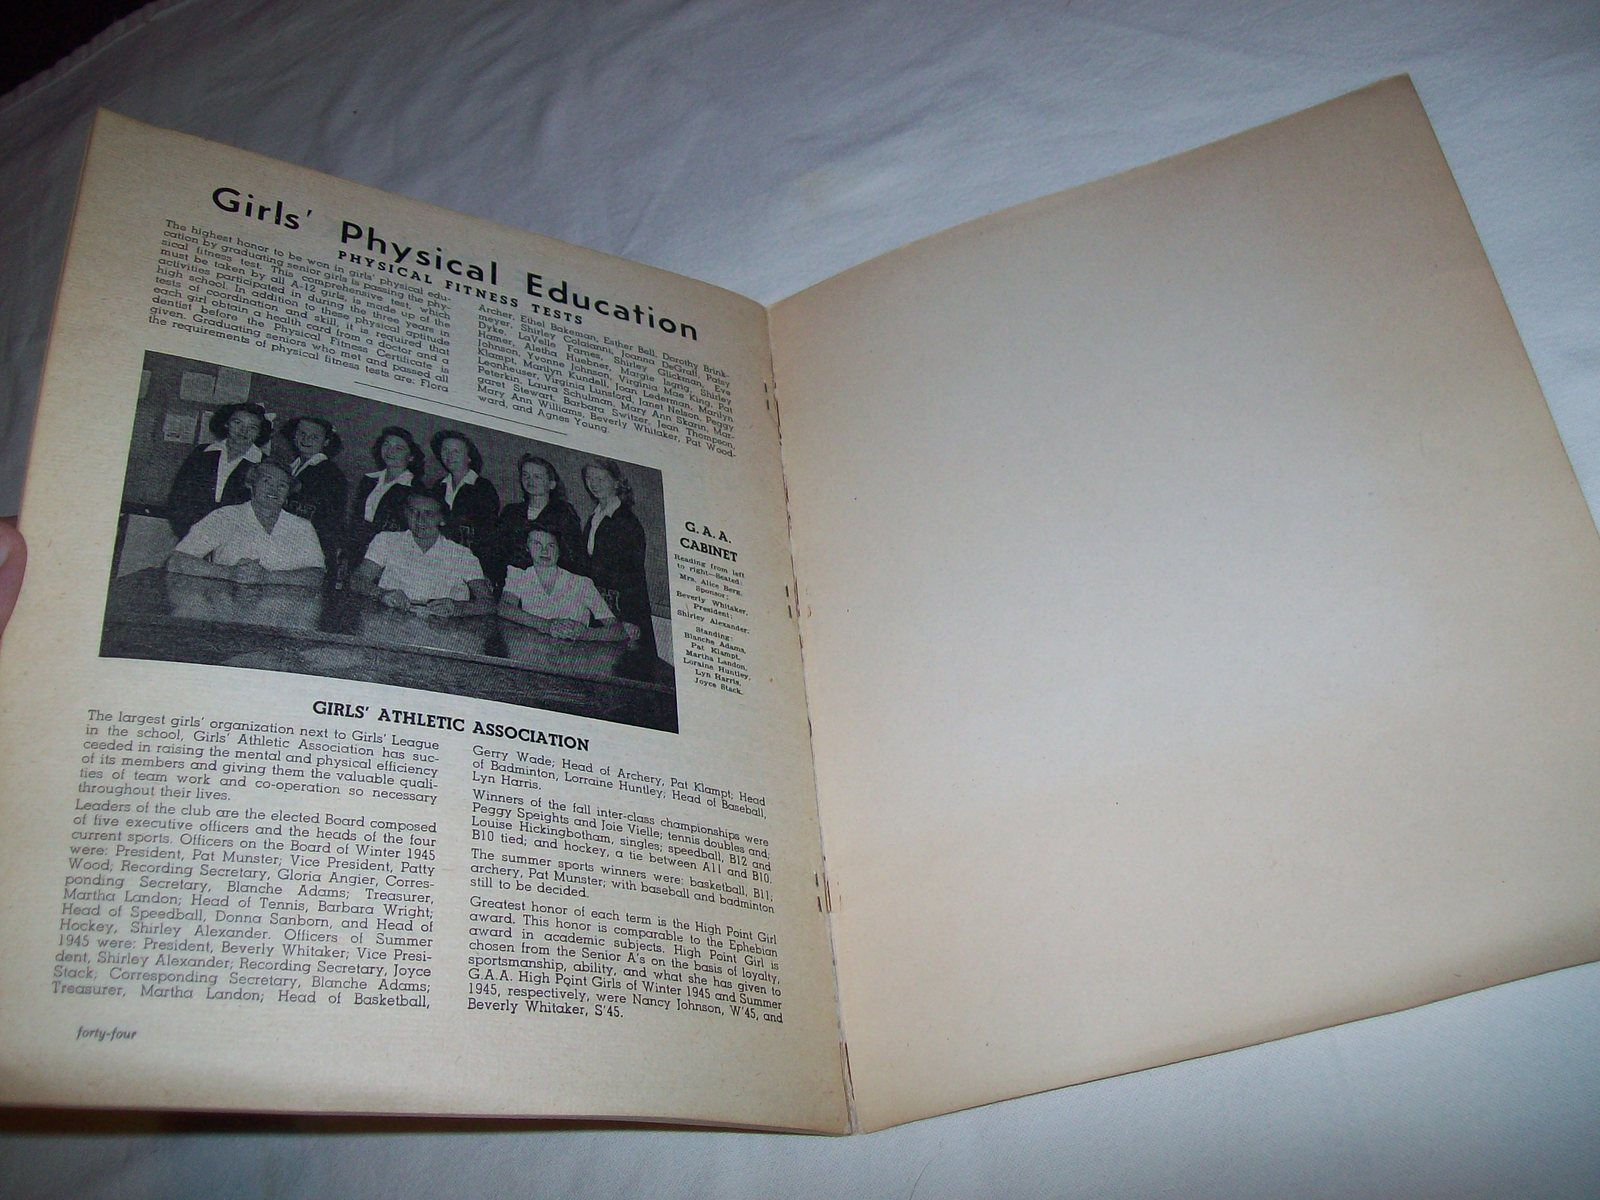 Girls' Physical Education
PHYSICAL FITNESS TESTS
The highest honor to be won in girls' physical edu-
cation by graduating senior girls is passing the phy-
sical fitness test. This comprehensive test, which
must be taken by all A-12 girls, is made up of the
activities participated in during the three years in
high school. In addition to these physical aptitude
tests of coordination and skill, it is required that
each girl obtain a health card from a doctor and a
dentist before the Physical Fitness Certificate is
given. Graduating seniors who met and passed all
the requirements of physical fitness tests are: Flora
Archer, Ethel Bakeman, Esther Bell, Dorothy Brink-
meyer, Shirley Colaianni, Joanna DeGraff, Patsy
Dyke, LaVelle Farnes, Shirley Glickman, Eve
Hamer, Aletha Huebner, Margie Isgrig, Shirley
Johnson, Yvonne Johnson, Virginia Mae King, Pat
Klampt, Marilyn Kundell, Joan Lederman, Marilyn
Leanheuser, Virginia Lunsford, Janet Nelson, Peggy
Peterkin, Laura Schulman, Mary Ann Skarin, Mar-
garet Stewart, Barbara Switzer, Jean Thompson,
Mary Ann Williams, Beverly Whitaker, Pat Wood-
ward, and Agnes Young.
G. A. A.
CABINET
Reading from left
to right—Seated:
Mrs. Alice Berg,
Sponsor;
Beverly Whitaker,
President;
Shirley Alexander.
Standing:
Blanche Adams,
Pat Klampt,
Martha Landon,
Loraine Huntley,
Lyn Harris,
Joyce Stack.
GIRLS' ATHLETIC ASSOCIATION
The largest girls' organization next to Girls' League
in the school, Girls' Athletic Association has suc-
ceeded in raising the mental and physical efficiency
of its members and giving them the valuable quali-
ties of team work and co-operation so necessary
throughout their lives.
Leaders of the club are the elected Board composed
of five executive officers and the heads of the four
current sports. Officers on the Board of Winter 1945
were: President, Pat Munster; Vice President, Patty
Wood; Recording Secretary, Gloria Angier, Corres-
ponding Secretary, Blanche Adams; Treasurer,
Martha Landon; Head of Tennis, Barbara Wright;
Head of Speedball, Donna Sanborn, and Head of
Hockey, Shirley Alexander. Officers of Summer
1945 were: President, Beverly Whitaker; Vice Presi-
dent, Shirley Alexander; Recording Secretary, Joyce
Stack; Corresponding Secretary, Blanche Adams;
Treasurer, Martha Landon; Head of Basketball,
Gerry Wade; Head of Archery, Pat Klampt; Head
of Badminton, Lorraine Huntley; Head of Baseball,
Lyn Harris.
Winners of the fall inter-class championships were
Peggy Speights and Joie Vielle; tennis doubles and;
Louise Hickingbotham, singles; speedball, B12 and
B10 tied; and hockey, a tie between A11 and B10.
The summer sports winners were: basketball, B11;
archery, Pat Munster; with baseball and badminton
still to be decided.
Greatest honor of each term is the High Point Girl
award. This honor is comparable to the Ephebian
award in academic subjects. High Point Girl is
chosen from the Senior A's on the basis of loyalty,
sportsmanship, ability, and what she has given to
G.A.A. High Point Girls of Winter 1945 and Summer
1945, respectively, were Nancy Johnson, W'45, and
Beverly Whitaker, S'45.
forty-four